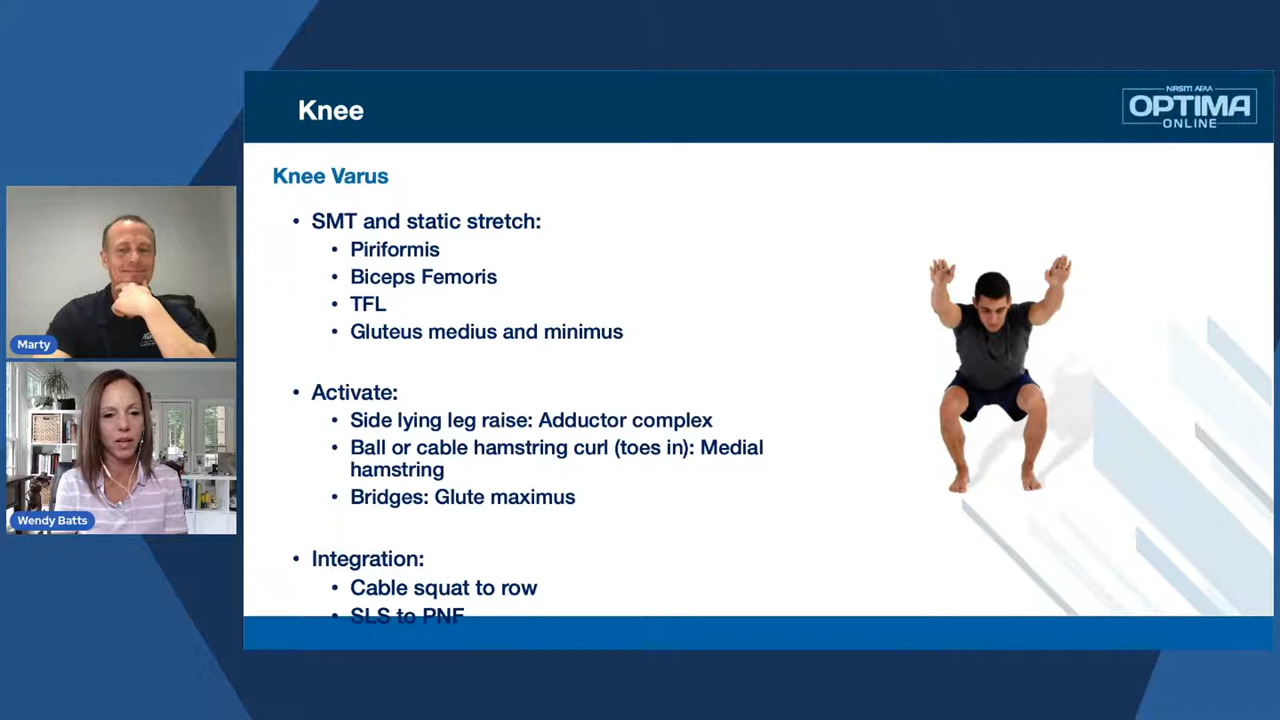 Knee
NASM AFAA
OPTIMA
ONLINE
Knee Varus
• SMT and static stretch:
• Piriformis
• Biceps Femoris
• TFL
• Gluteus medius and minimus
• Activate:
• Side lying leg raise: Adductor complex
• Ball or cable hamstring curl (toes in): Medial
hamstring
• Bridges: Glute maximus
• Integration:
• Cable squat to row
• SLS to PNF
Marty
Wendy Batts